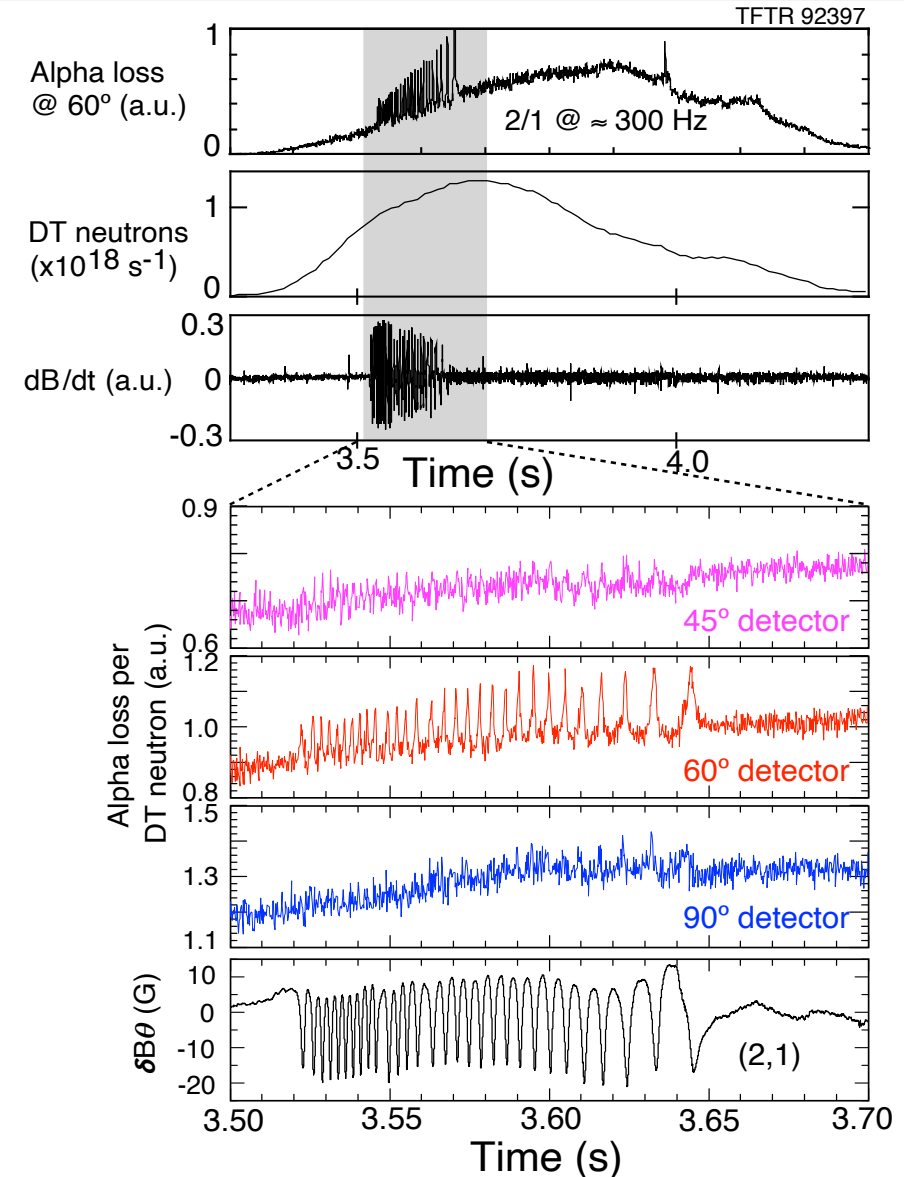 TFTR 92397
Alpha loss
@ 60° (a.u.)
1
0
2/1 @ ≈ 300 Hz
DT neutrons
(x10^18 s^-1)
1
0
dB/dt (a.u.)
0.3
0
-0.3
3.5
4.0
Time (s)
Alpha loss per
DT neutron (a.u.)
0.9
0.6
45° detector
1.2
1.0
0.8
60° detector
1.5
1.3
1.1
90° detector
δBθ (G)
10
0
-10
-20
(2,1)
3.50
3.55
3.60
3.65
3.70
Time (s)